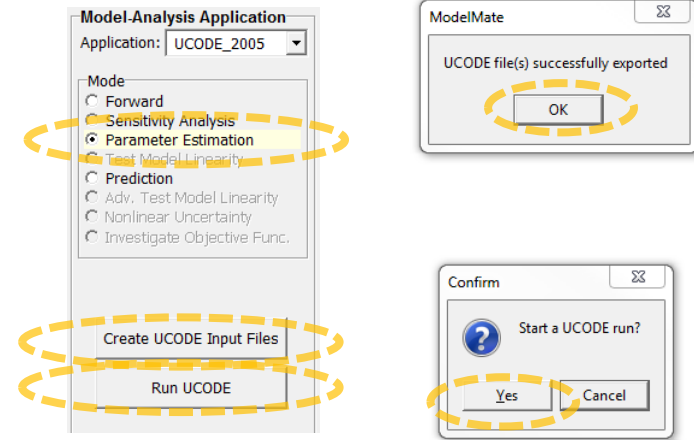 Model-Analysis Application
Application: UCODE_2005
Mode
Forward
Sensitivity Analysis
Parameter Estimation
Test Model Linearity
Prediction
Adv. Test Model Linearity
Nonlinear Uncertainty
Investigate Objective Func.
Create UCODE Input Files
Run UCODE
ModelMate
UCODE file(s) successfully exported
OK
Confirm
Start a UCODE run?
Yes Cancel